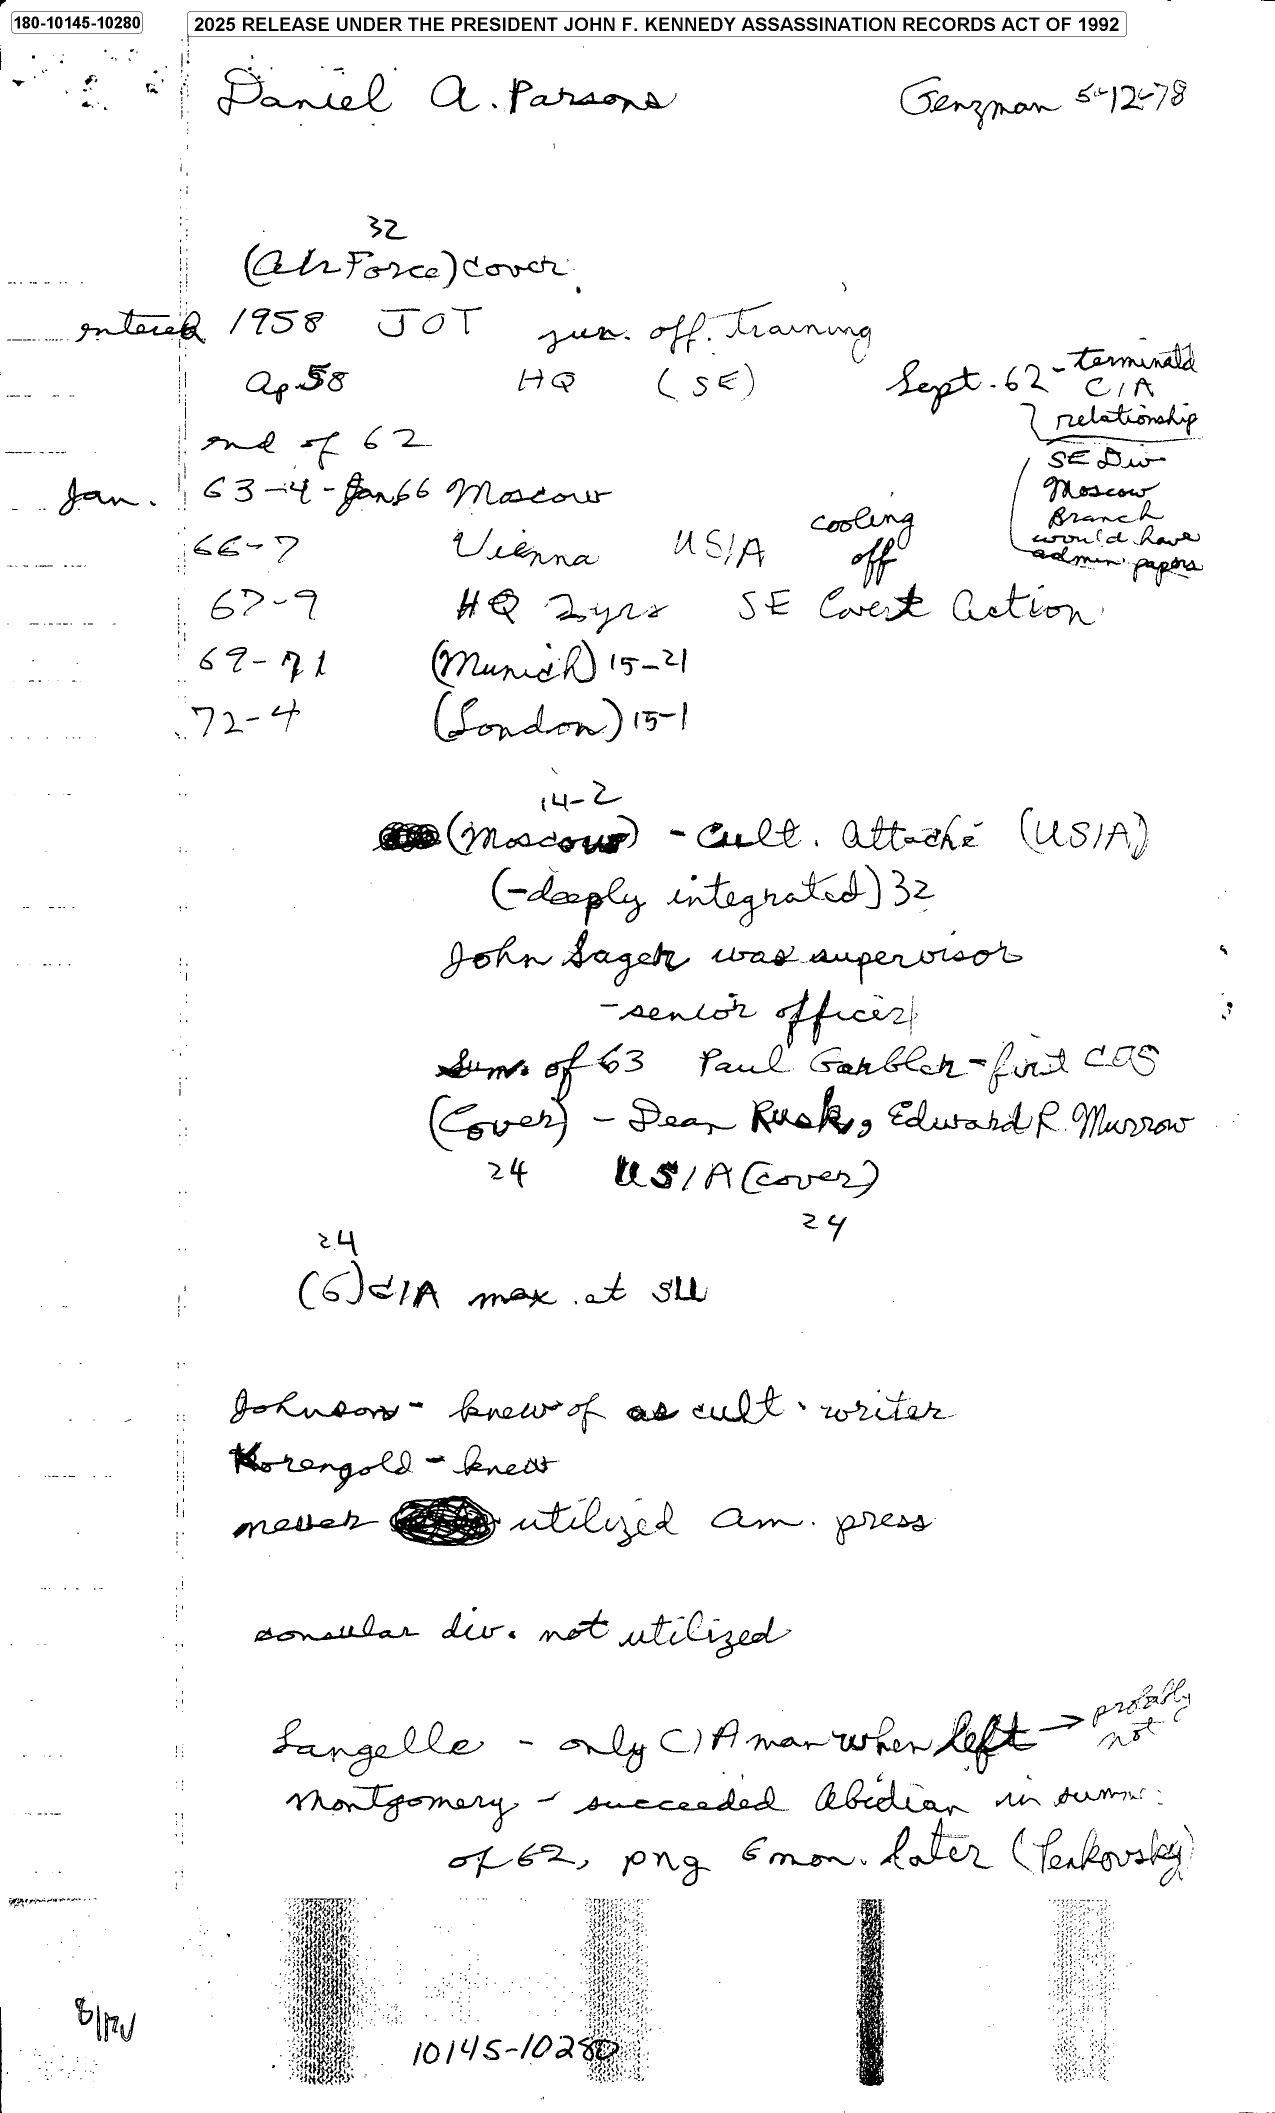 180-10145-10280
2025 RELEASE UNDER THE PRESIDENT JOHN F. KENNEDY ASSASSINATION RECORDS ACT OF 1992
Daniel A. Parsons
Genzman 5-12-78
32
(Air Force) cover
entered 1958 JOT jun. off. training
Ap 58 HQ (SE)
Sept. 62 - terminated
CIA
relationship
end of 62
SE Div
Moscow
Branch
would have
admin papers
Jan. 63-4-Jan 66 Moscow
66-7 Vienna USIA cooling
off
67-9 HQ 2 yrs SE Covert Action
69-71 (Munich) 15-21
72-4 (London) 15-1
14-2
(Moscow) - Cult. Attaché (USIA)
(-deeply integrated) 32
John Sager was supervisor
-senior officer
Sum. of 63 Paul Garbler - first COS
(Cover) - Dean Rusk, Edward R. Murrow
24 USIA (cover)
24
24
(6) CIA max. at SU
Johnson - knew of as cult. writer
Korengold - knew
never utilized Am. press
consular div. not utilized
Langelle - only CIA man when left → probably
not
Montgomery - succeeded Abidian in summ.
of 62, png 6 mon. later (Penkovsky)
10145-10280